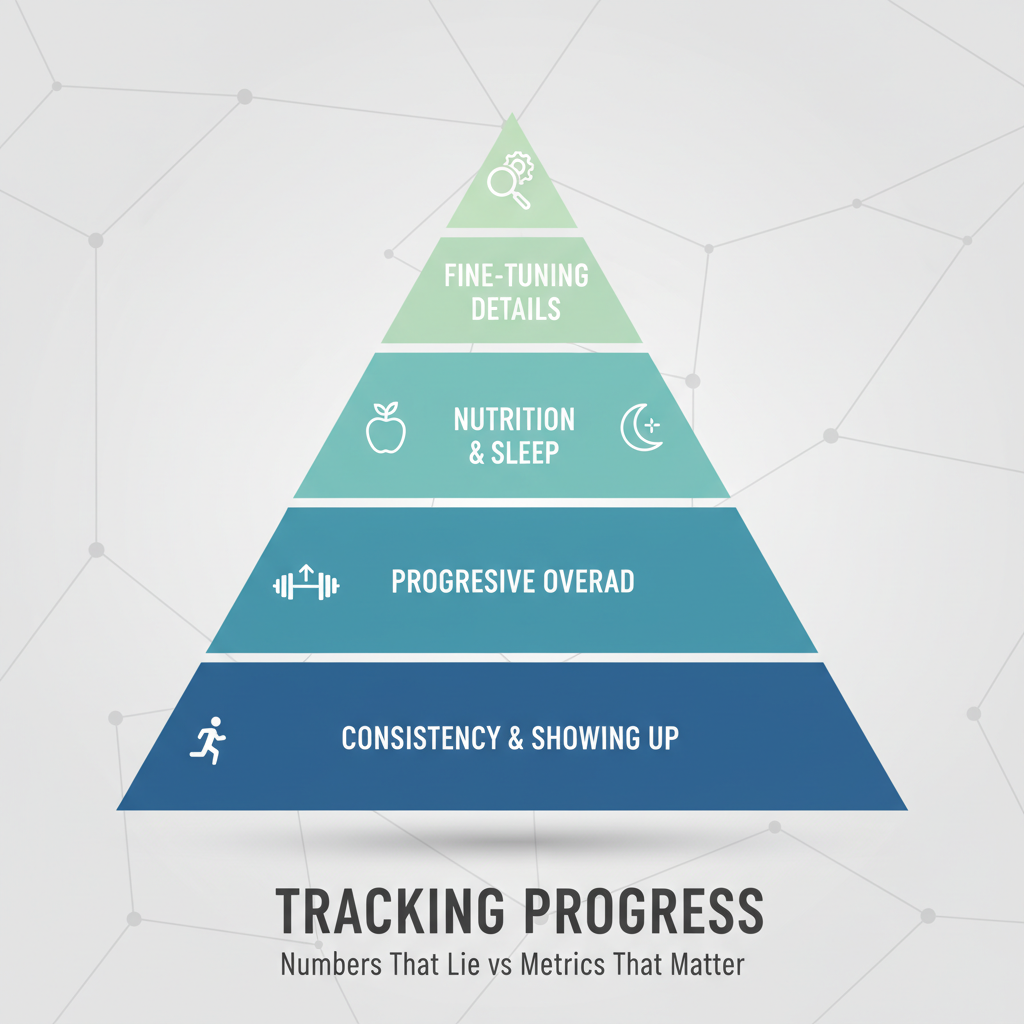 FINE-TUNING
DETAILS
NUTRITION
& SLEEP
PROGRESIVE OVERAD
CONSISTENCY & SHOWING UP
TRACKING PROGRESS
Numbers That Lie vs Metrics That Matter